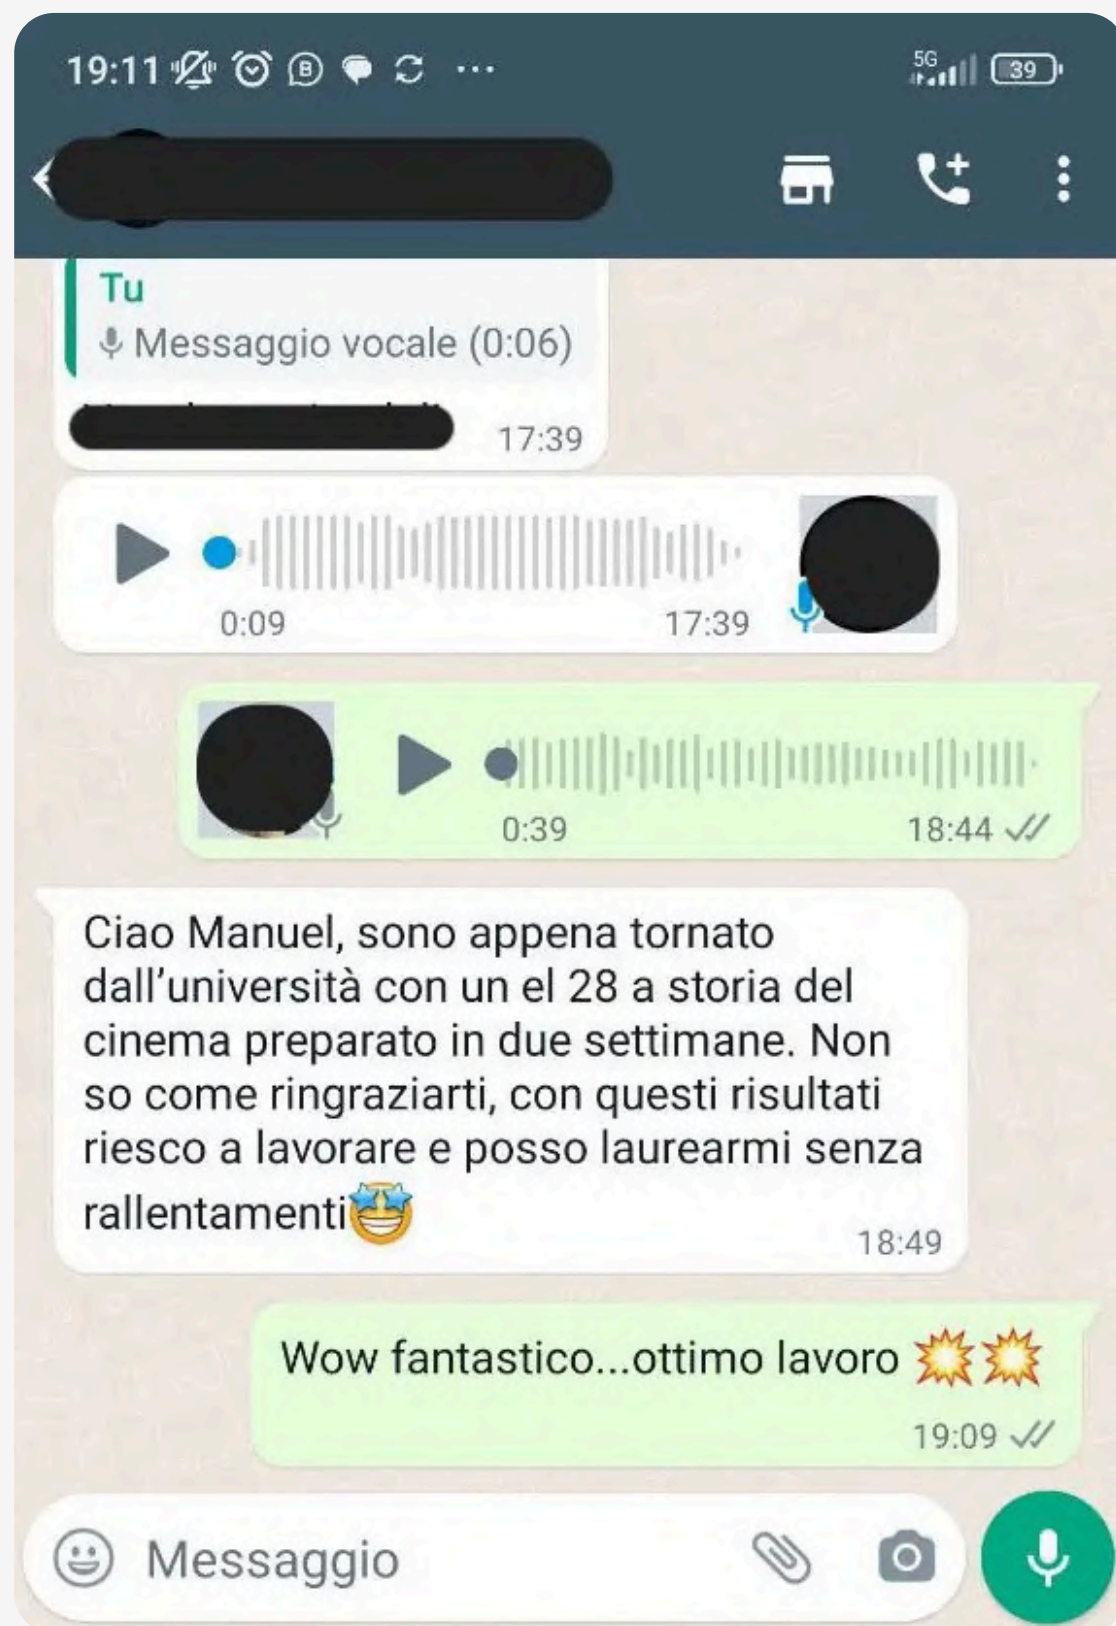 19:11
5G
39
Tu
Messaggio vocale (0:06)
17:39
0:09
17:39
0:39
18:44
Ciao Manuel, sono appena tornato
dall'università con un el 28 a storia del
cinema preparato in due settimane. Non
so come ringraziarti, con questi risultati
riesco a lavorare e posso laurearmi senza
rallentamenti🤩
18:49
Wow fantastico...ottimo lavoro 💥💥
19:09
Messaggio